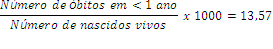 Número de óbitos em < 1 ano
Número de nascidos vivos x 1000 = 13,57